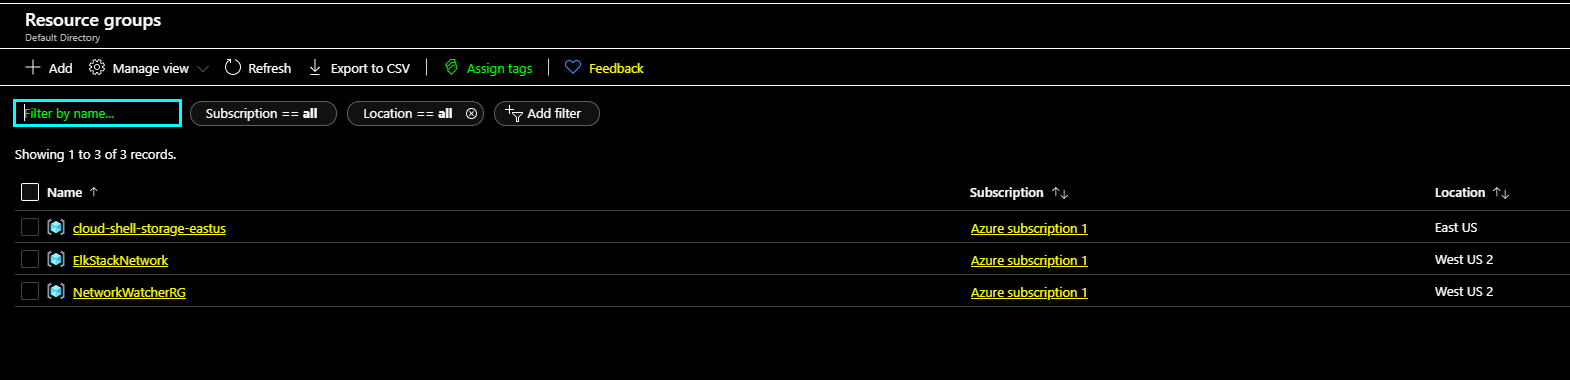 Resource groups
Default Directory
Add Manage view Refresh Export to CSV Assign tags Feedback
Filter by name... Subscription == all Location == all Add filter
Showing 1 to 3 of 3 records.
Name Subscription Location
cloud-shell-storage-eastus Azure subscription 1 East US
ElkStackNetwork Azure subscription 1 West US 2
NetworkWatcherRG Azure subscription 1 West US 2